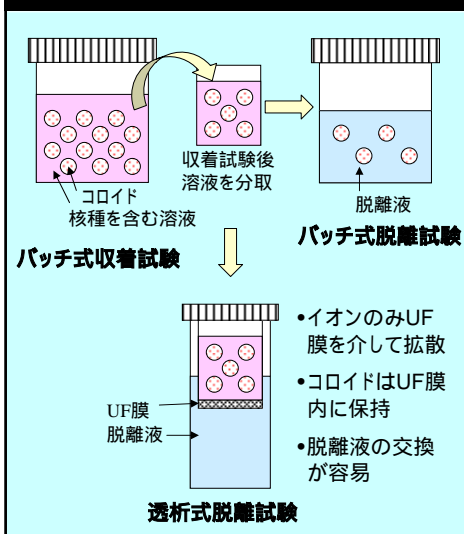 収着試験後
溶液を分取
コロイド
核種を含む溶液
脱離液
バッチ式収着試験
バッチ式脱離試験
•イオンのみUF
膜を介して拡散
•コロイドはUF膜
内に保持
•脱離液の交換
が容易
UF膜
脱離液
透析式脱離試験